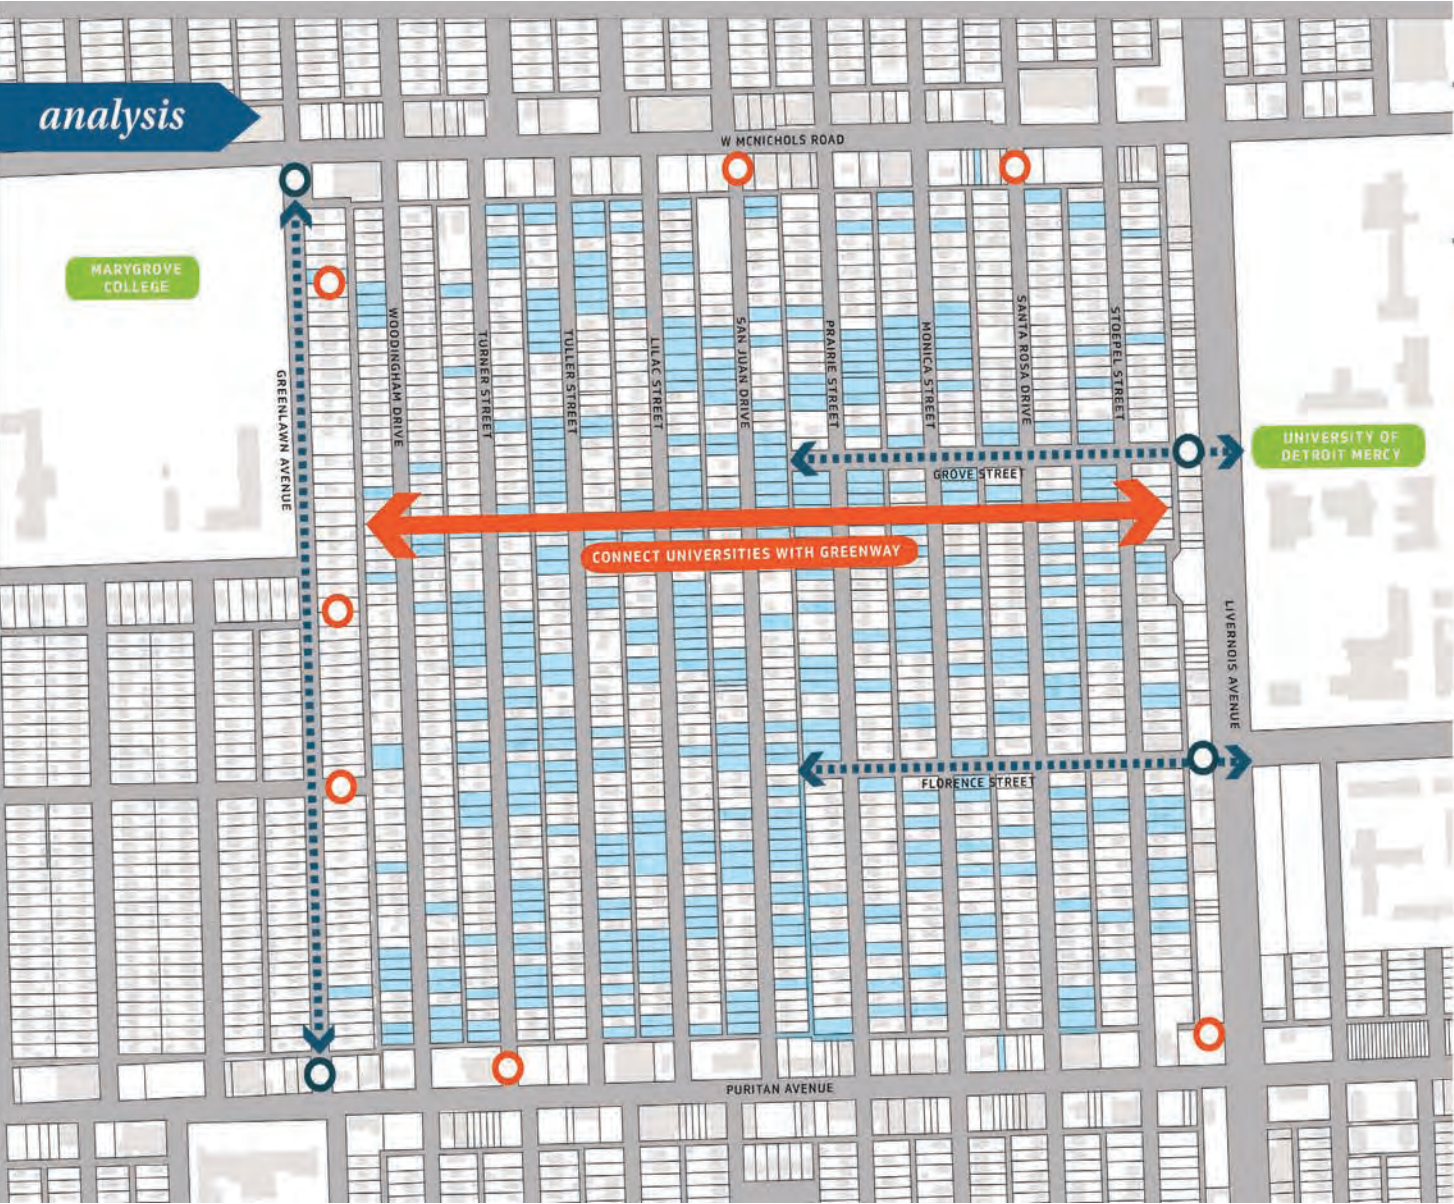 analysis
W MCNICHOLS ROAD
MARYGROVE
COLLEGE
GREENLAWN AVENUE
WOODINGHAM DRIVE
TURNER STREET
TULLER STREET
LILAC STREET
SAN JUAN DRIVE
PRAIRIE STREET
MONICA STREET
SANTA ROSA DRIVE
STOEPEL STREET
UNIVERSITY OF
DETROIT MERCY
GROVE STREET
CONNECT UNIVERSITIES WITH GREENWAY
LIVERNOIS AVENUE
FLORENCE STREET
PURITAN AVENUE